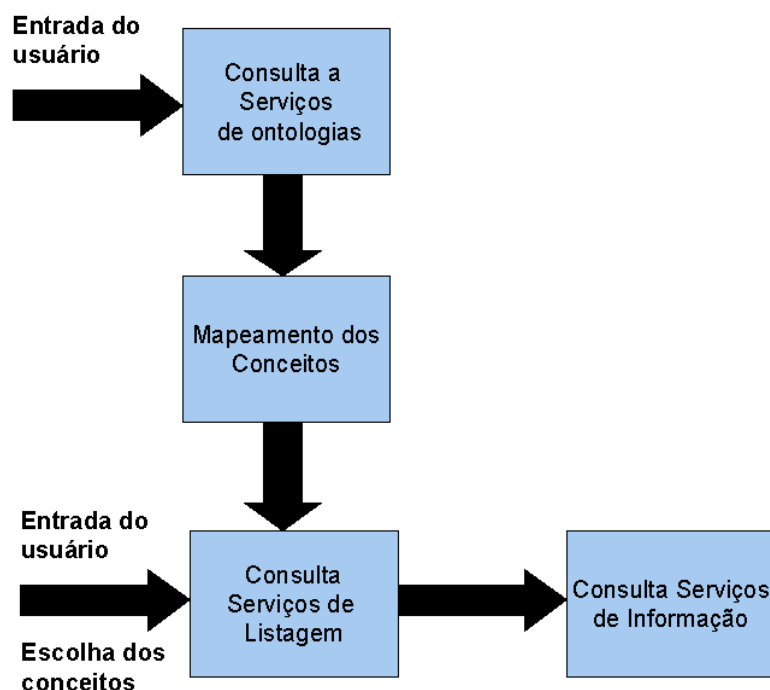 Entrada do
usuário
Consulta a
Serviços
de ontologias
Mapeamento dos
Conceitos
Entrada do
usuário
Escolha dos
conceitos
Consulta
Serviços de
Listagem
Consulta Serviços
de Informação